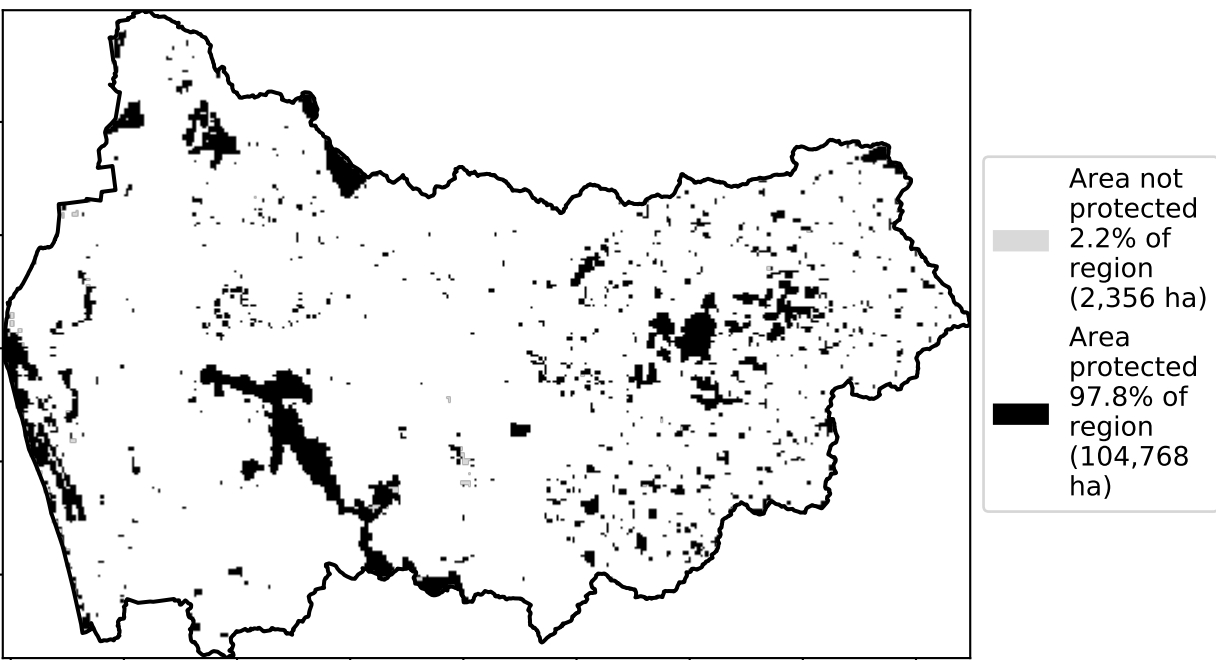 Area not
protected
2.2% of
region
(2,356 ha)
Area
protected
97.8% of
region
(104,768
ha)